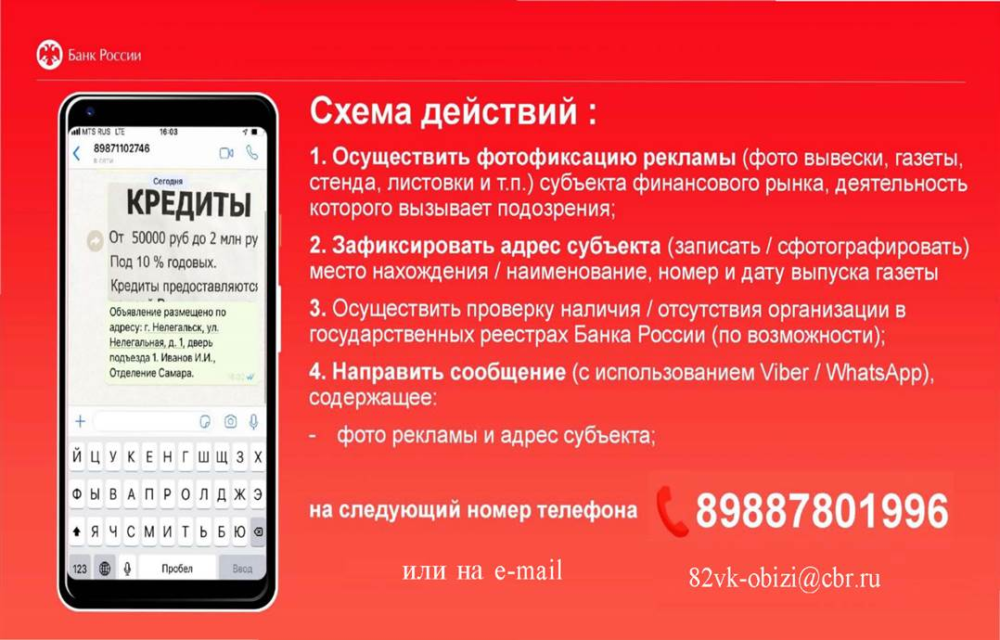 Банк России
Схема действий :
1. Осуществить фотофиксацию рекламы (фото вывески, газеты,
стенда, листовки и т.п.) субъекта финансового рынка, деятельность
которого вызывает подозрения;
2. Зафиксировать адрес субъекта (записать / сфотографировать)
место нахождения / наименование, номер и дату выпуска газеты
3. Осуществить проверку наличия / отсутствия организации в
государственных реестрах Банка России (по возможности);
4. Направить сообщение (с использованием Viber / WhatsApp),
содержащее:
- фото рекламы и адрес субъекта;
на следующий номер телефона 89887801996
или на e-mail 82vk-obizi@cbr.ru
MTS RUS LTE 16:03
89871102746
в сети
Сегодня
КРЕДИТЫ
От 50000 руб до 2 млн ру
Под 10 % годовых.
Кредиты предоставляются
Объявление размещено по
адресу: г. Нелегальск, ул.
Нелегальная, д. 1, дверь
подъезда 1. Иванов И.И.,
Отделение Самара.
Й Ц У К Е Н Г Ш Щ З Х
Ф Ы В А П Р О Л Д Ж Э
Я Ч С М И Т Ь Б Ю
123 Пробел Ввод